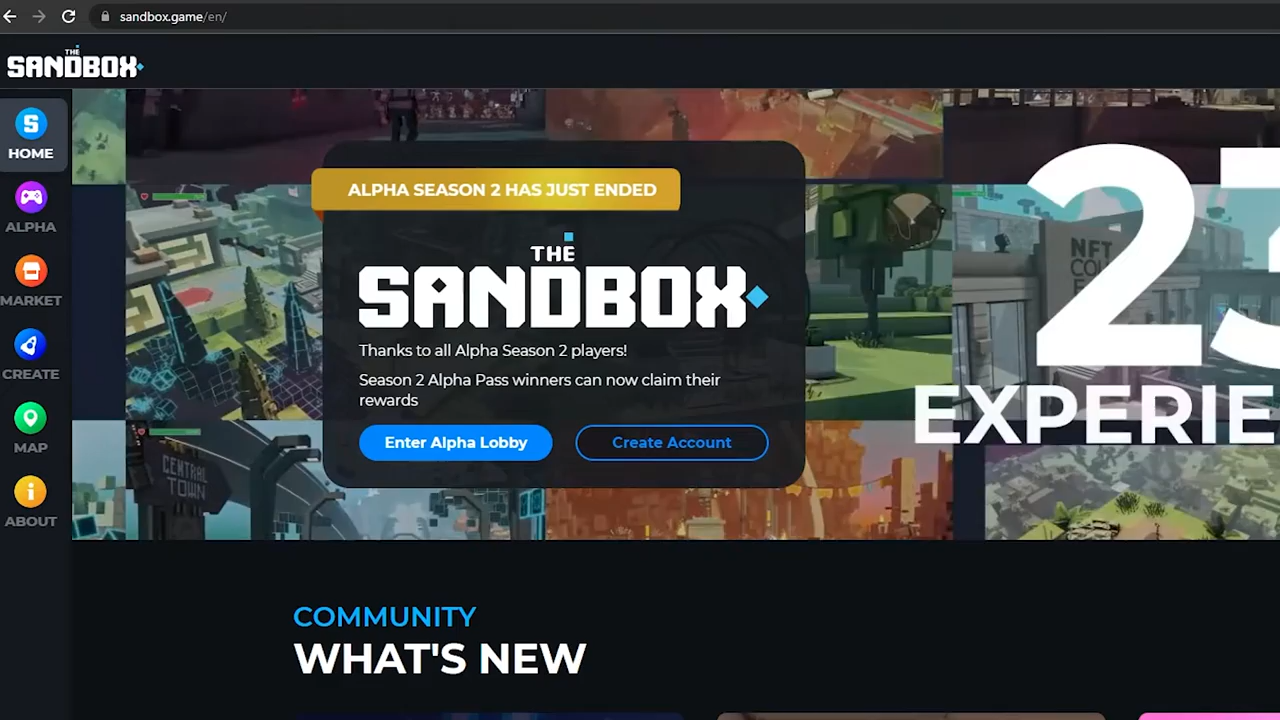 sandbox.game/en/
THE
SANDBOX
HOME
ALPHA
MARKET
CREATE
MAP
ABOUT
ALPHA SEASON 2 HAS JUST ENDED
THE
SANDBOX
Thanks to all Alpha Season 2 players!
Season 2 Alpha Pass winners can now claim their
rewards
Enter Alpha Lobby
Create Account
CENTRAL
TOWN
NFT
23
EXPERIE
COMMUNITY
WHAT'S NEW